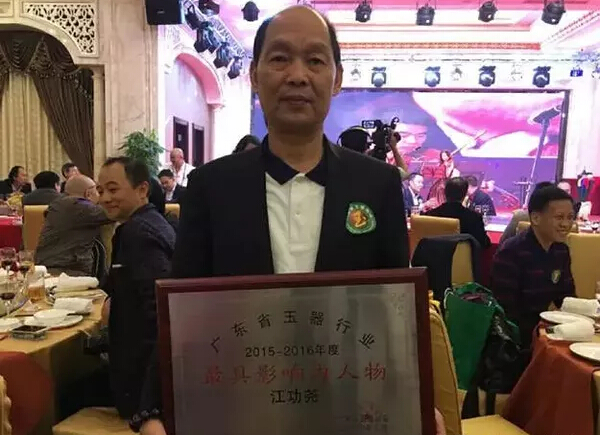 广东省玉器行业
2015-2016年度
最具影响力人物
江功尧